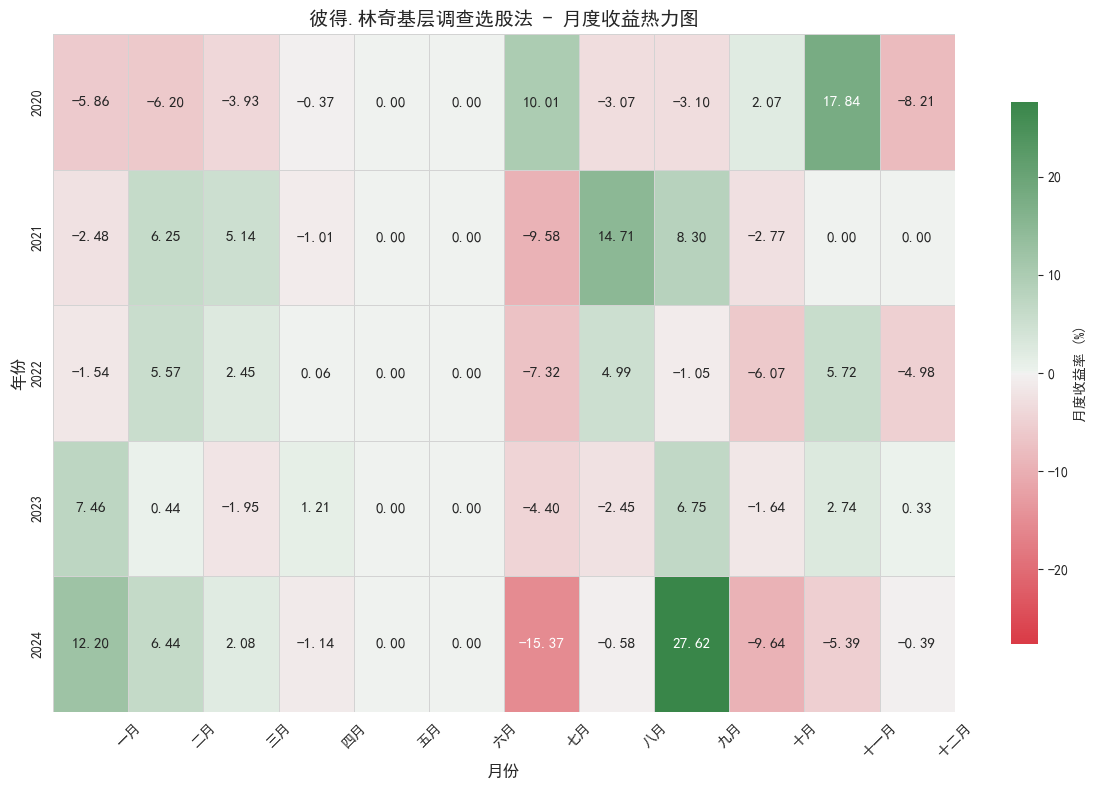 彼得.林奇基层调查选股法 - 月度收益热力图
2020 -5.86 -6.20 -3.93 -0.37 0.00 0.00 10.01 -3.07 -3.10 2.07 17.84 -8.21
2021 -2.48 6.25 5.14 -1.01 0.00 0.00 -9.58 14.71 8.30 -2.77 0.00 0.00
2022 -1.54 5.57 2.45 0.06 0.00 0.00 -7.32 4.99 -1.05 -6.07 5.72 -4.98
2023 7.46 0.44 -1.95 1.21 0.00 0.00 -4.40 -2.45 6.75 -1.64 2.74 0.33
2024 12.20 6.44 2.08 -1.14 0.00 0.00 -15.37 -0.58 27.62 -9.64 -5.39 -0.39
年份
一月 二月 三月 四月 五月 六月 七月 八月 九月 十月 十一月 十二月
月份
20
10
0
-10
-20
月度收益率 (%)